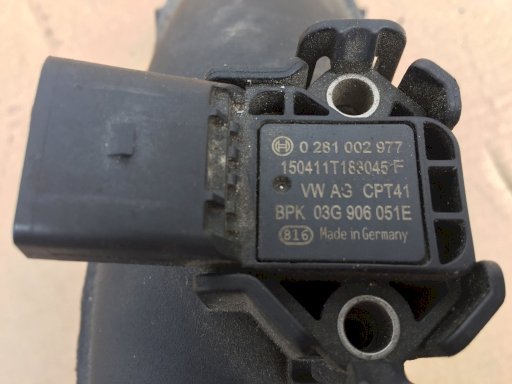 0 281 002 977
150411T183045 F
VW AG CPT41
BPK 03G 906 051E
816 Made in Germany